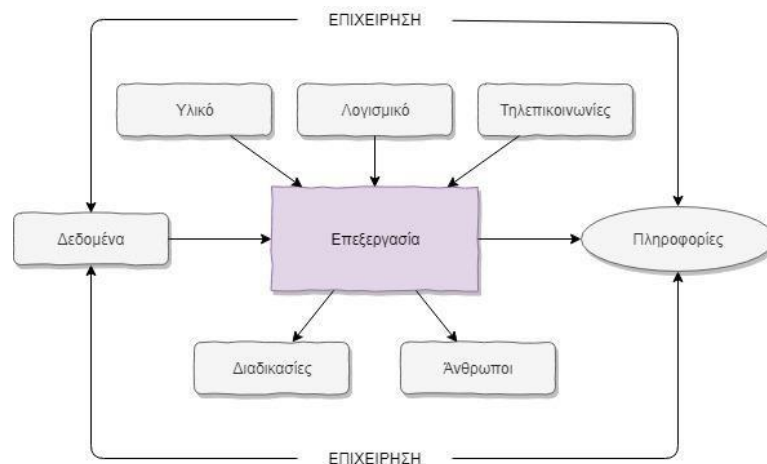 ΕΠΙΧΕΙΡΗΣΗ
Υλικό
Λογισμικό
Τηλεπικοινωνίες
Δεδομένα
Επεξεργασία
Πληροφορίες
Διαδικασίες
Άνθρωποι
ΕΠΙΧΕΙΡΗΣΗ